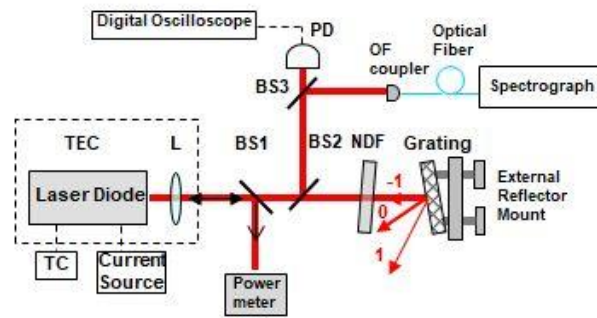 Digital Oscilloscope
PD
OF
coupler
Optical
Fiber
Spectrograph
BS3
TEC
L
BS1
BS2
NDF
Grating
Laser Diode
-1
0
1
External
Reflector
Mount
TC
Current
Source
Power
meter